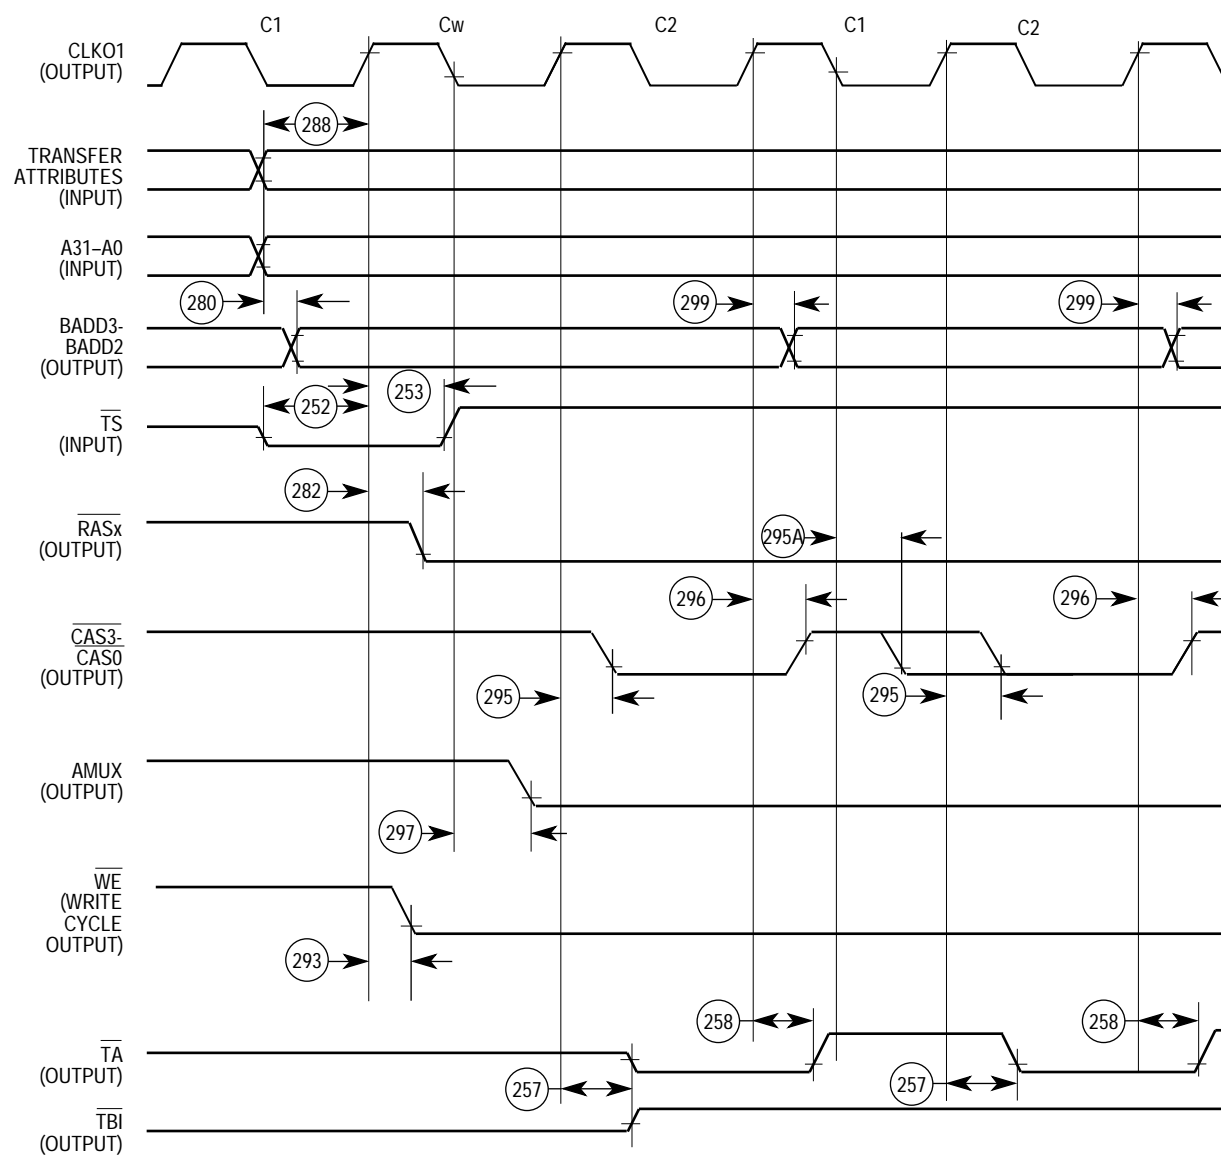 C1 Cw C2 C1 C2
CLKO1
(OUTPUT)
288
TRANSFER
ATTRIBUTES
(INPUT)
A31–A0
(INPUT)
280 299 299
BADD3-
BADD2
(OUTPUT)
253
252
TS
(INPUT)
282
RASx
(OUTPUT)
295A
296 296
CAS3-
CAS0
(OUTPUT)
295 295
AMUX
(OUTPUT)
297
WE
(WRITE
CYCLE
OUTPUT)
293
258 258
TA
(OUTPUT)
257 257
TBI
(OUTPUT)